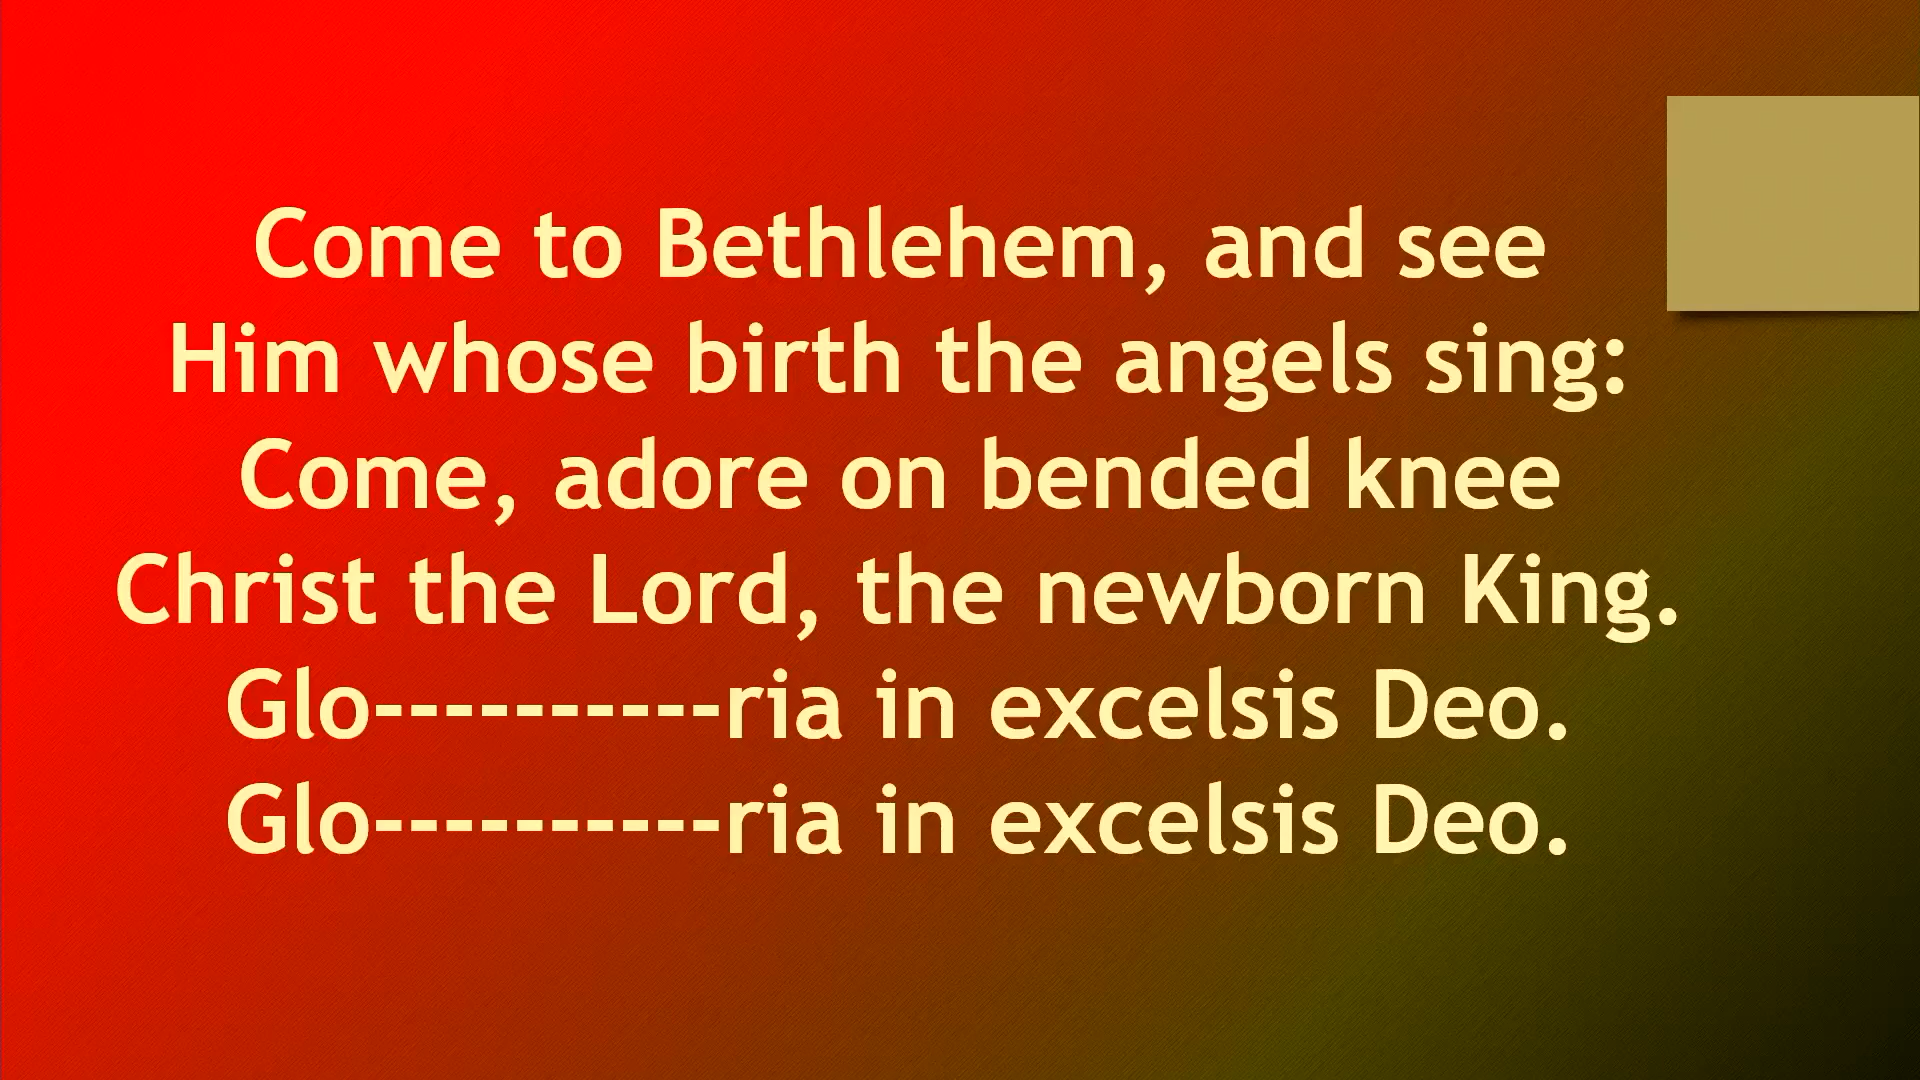 Come to Bethlehem, and see
Him whose birth the angels sing:
Come, adore on bended knee
Christ the Lord, the newborn King.
Glo----------ria in excelsis Deo.
Glo----------ria in excelsis Deo.